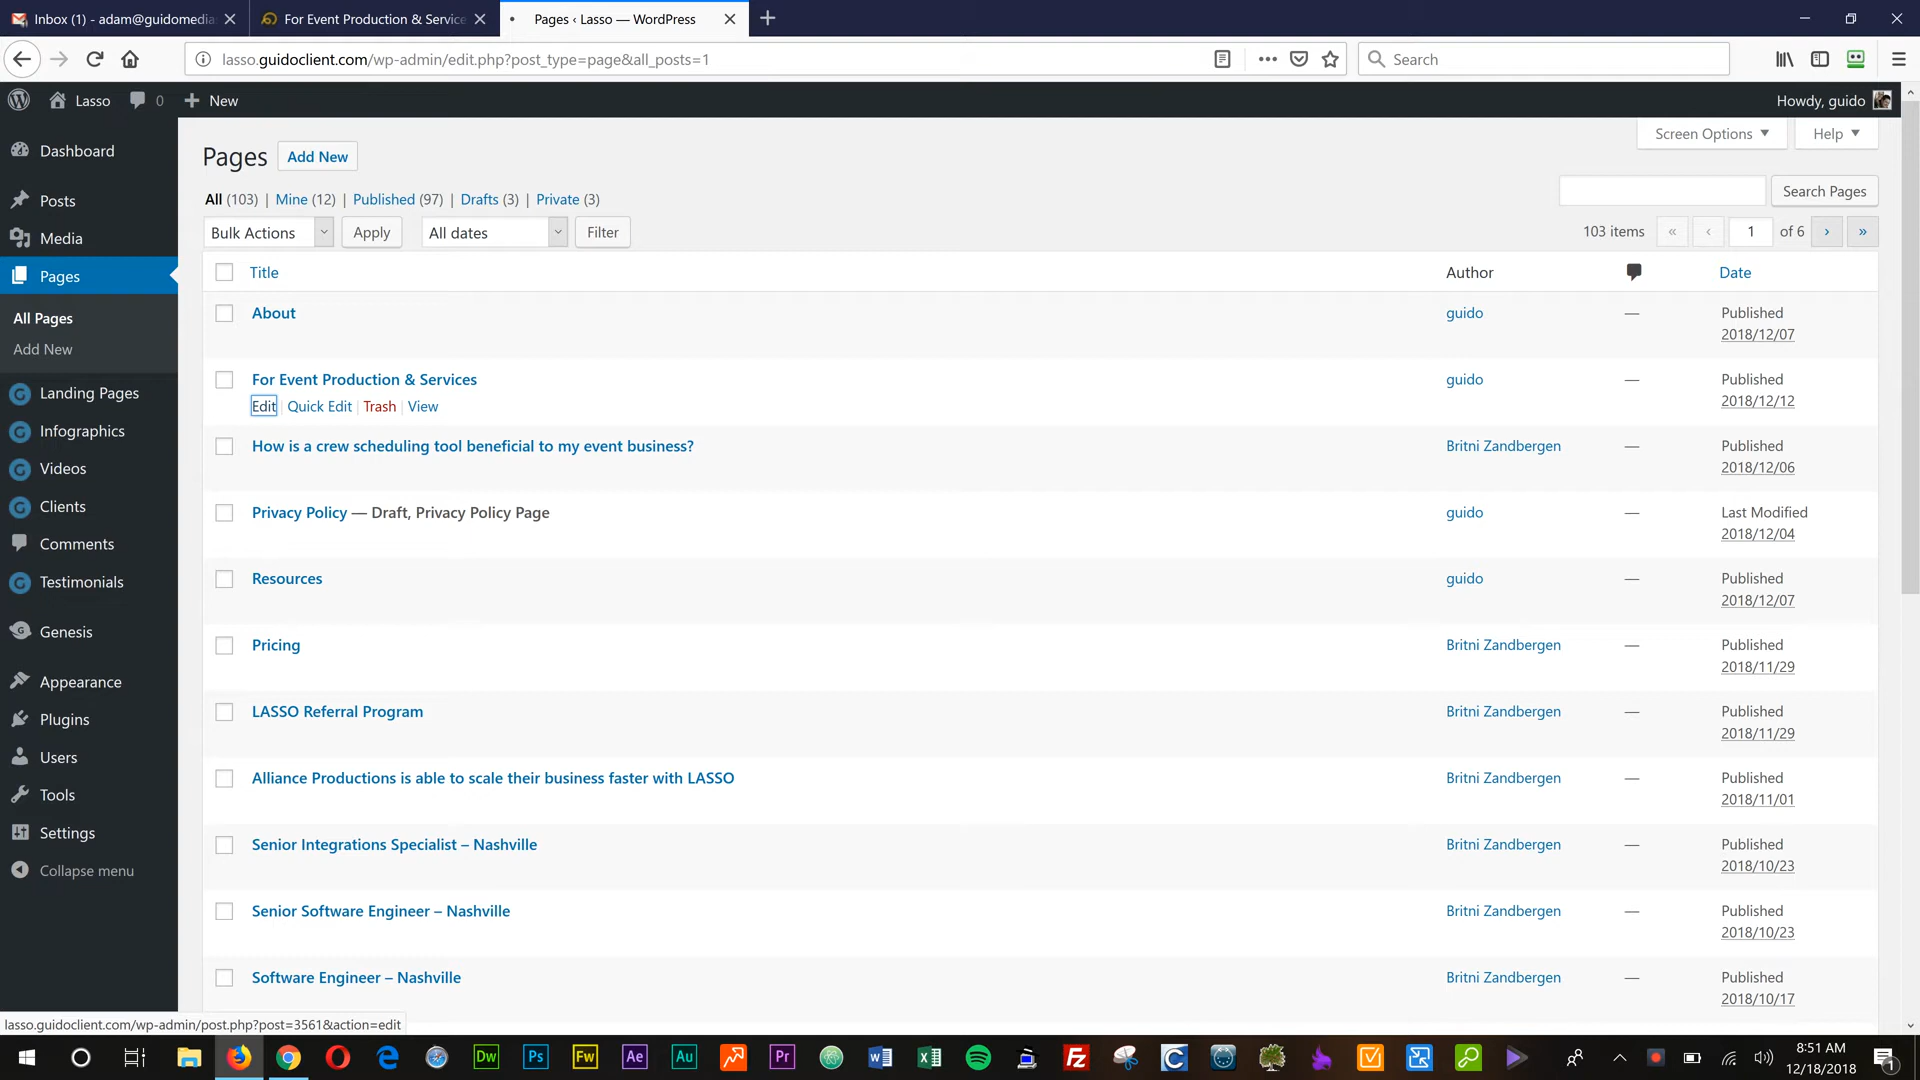 Inbox (1) - adam@guidomedia
For Event Production & Service
Pages ‹ Lasso — WordPress
lasso.guidoclient.com/wp-admin/edit.php?post_type=page&all_posts=1
Search
Lasso
0
New
Howdy, guido
Dashboard
Posts
Media
Pages
All Pages
Add New
Landing Pages
Infographics
Videos
Clients
Comments
Testimonials
Genesis
Appearance
Plugins
Users
Tools
Settings
Collapse menu
Screen Options
Help
Pages
Add New
All (103) | Mine (12) | Published (97) | Drafts (3) | Private (3)
Search Pages
Bulk Actions
Apply
All dates
Filter
103 items « ‹ 1 of 6 › »
Title Author Date
About guido — Published
2018/12/07
For Event Production & Services guido — Published
2018/12/12
Edit | Quick Edit | Trash | View
How is a crew scheduling tool beneficial to my event business? Britni Zandbergen — Published
2018/12/06
Privacy Policy — Draft, Privacy Policy Page guido — Last Modified
2018/12/04
Resources guido — Published
2018/12/07
Pricing Britni Zandbergen — Published
2018/11/29
LASSO Referral Program Britni Zandbergen — Published
2018/11/29
Alliance Productions is able to scale their business faster with LASSO Britni Zandbergen — Published
2018/11/01
Senior Integrations Specialist – Nashville Britni Zandbergen — Published
2018/10/23
Senior Software Engineer – Nashville Britni Zandbergen — Published
2018/10/23
Software Engineer – Nashville Britni Zandbergen — Published
2018/10/17
lasso.guidoclient.com/wp-admin/post.php?post=3561&action=edit
Dw
Ps
Fw
Ae
Au
Pr
8:51 AM
12/18/2018
1